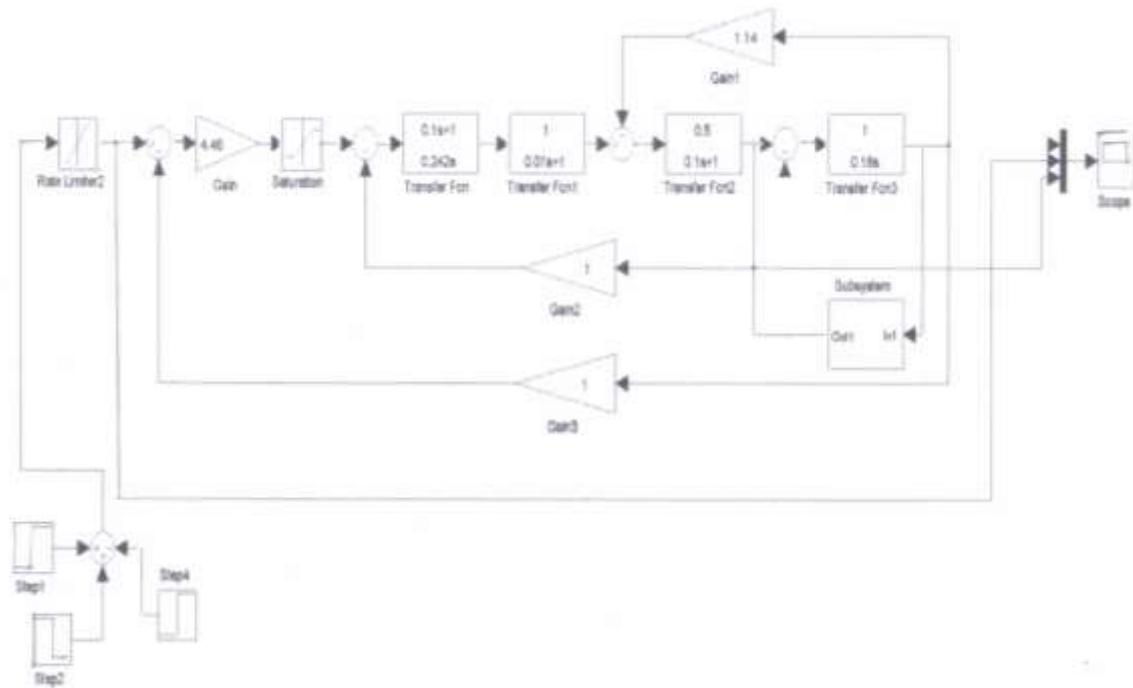 1.14
Gain1
Rate Limiter2
4.46
Gain
Saturation
0.1s+1
0.242s
Transfer Fcn
1
0.01s+1
Transfer Fcn1
0.5
0.1s+1
Transfer Fcn2
1
0.18s
Transfer Fcn3
Scope
1
Gain2
Subsystem
Out1
In1
1
Gain3
Step1
Step4
Step2